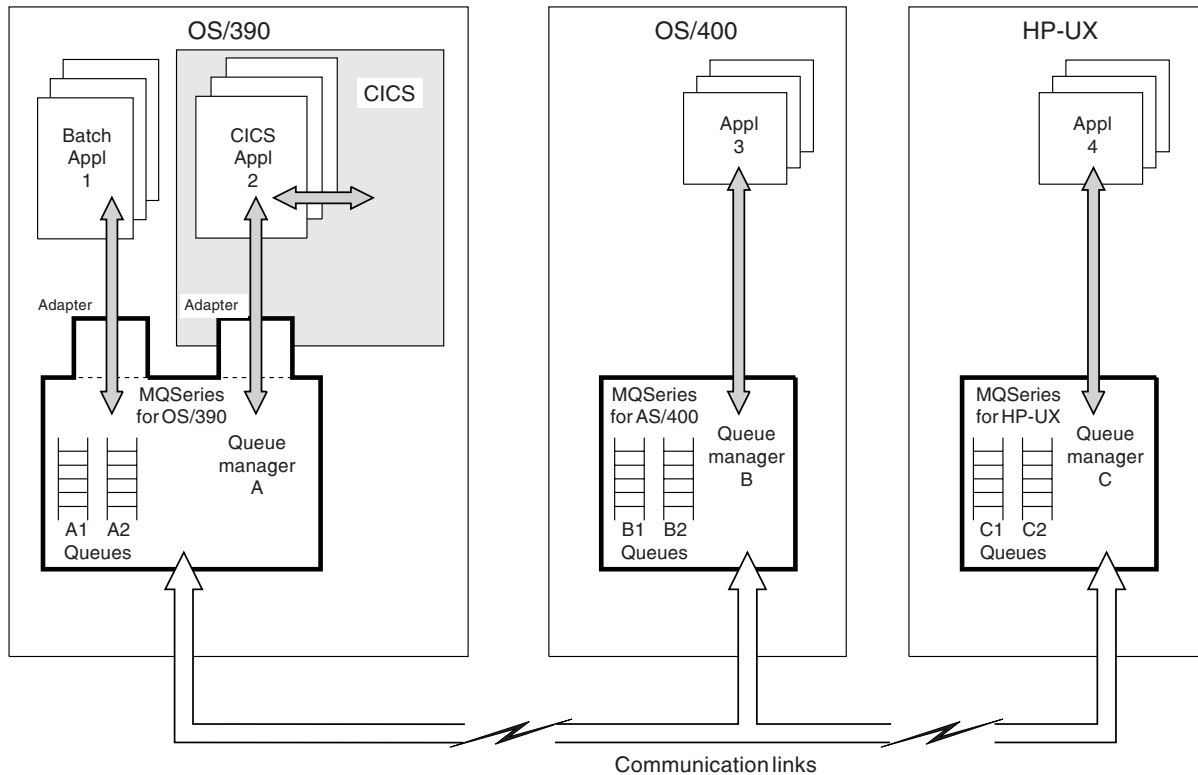 OS/390
CICS
Batch
Appl
1
CICS
Appl
2
Adapter
Adapter
MQSeries
for OS/390
Queue
manager
A
A1 A2
Queues
OS/400
Appl
3
MQSeries
for AS/400
Queue
manager
B
B1 B2
Queues
HP-UX
Appl
4
MQSeries
for HP-UX
Queue
manager
C
C1 C2
Queues
Communication links